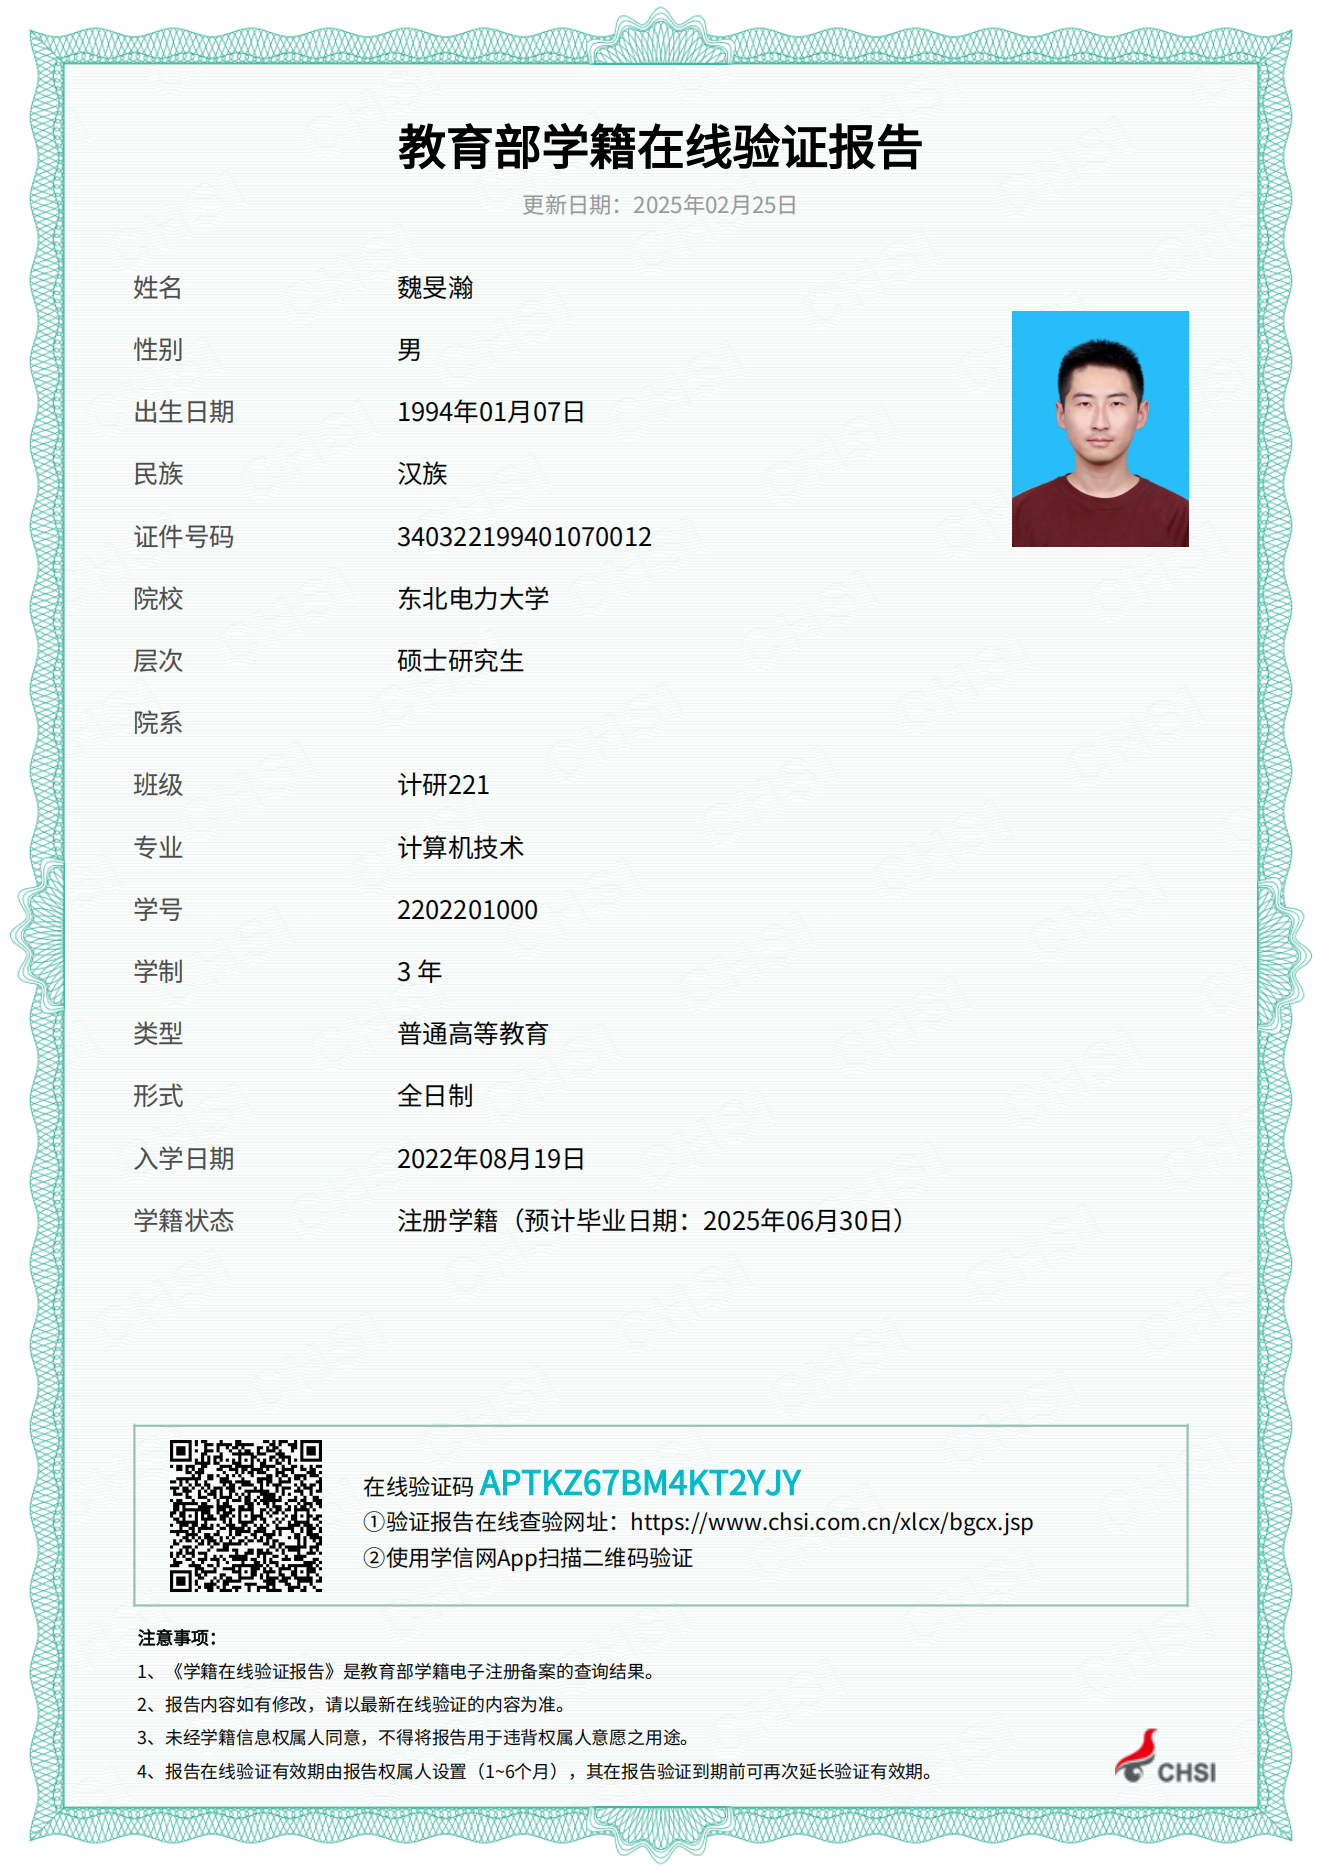 教育部学籍在线验证报告
更新日期：2025年02月25日
姓名 魏旻瀚
性别 男
出生日期 1994年01月07日
民族 汉族
证件号码 340322199401070012
院校 东北电力大学
层次 硕士研究生
院系
班级 计研221
专业 计算机技术
学号 2202201000
学制 3 年
类型 普通高等教育
形式 全日制
入学日期 2022年08月19日
学籍状态 注册学籍（预计毕业日期：2025年06月30日）
在线验证码 APTKZ67BM4KT2YJY
①验证报告在线查验网址：https://www.chsi.com.cn/xlcx/bgcx.jsp
②使用学信网App扫描二维码验证
注意事项：
1、《学籍在线验证报告》是教育部学籍电子注册备案的查询结果。
2、报告内容如有修改，请以最新在线验证的内容为准。
3、未经学籍信息权属人同意，不得将报告用于违背权属人意愿之用途。
4、报告在线验证有效期由报告权属人设置（1~6个月），其在报告验证到期前可再次延长验证有效期。
CHSI